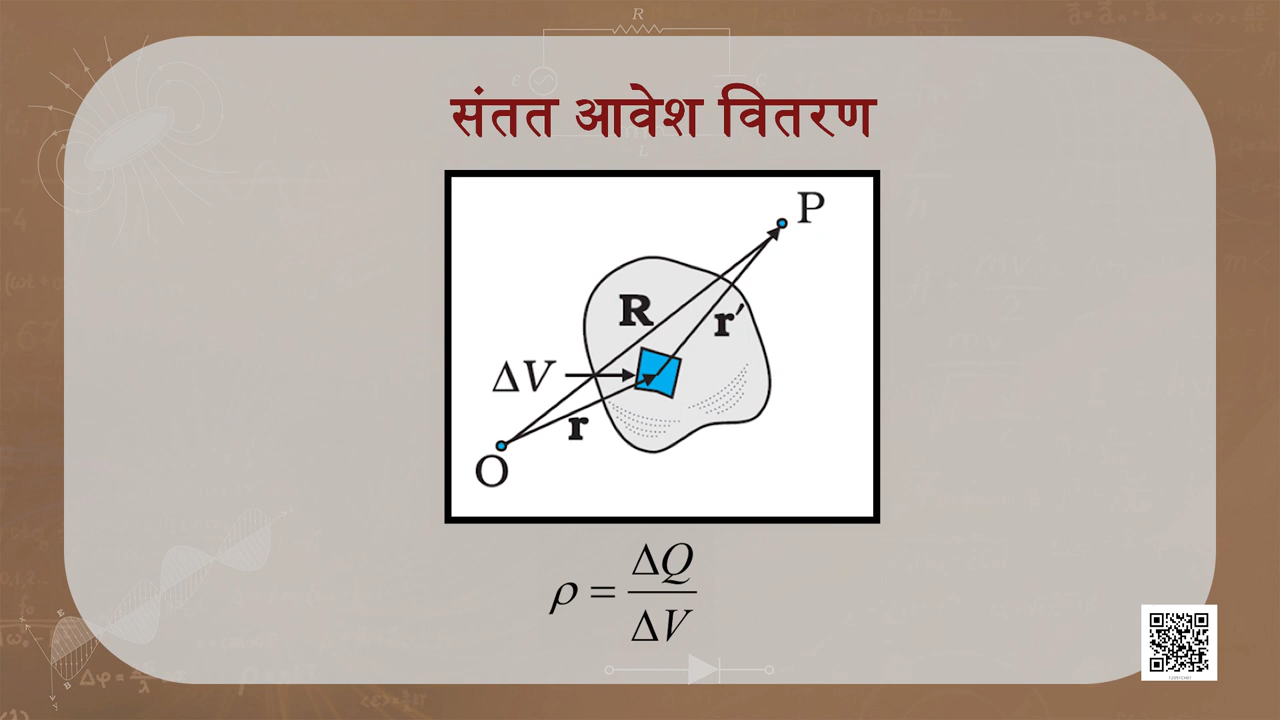 संतत आवेश वितरण
P
R
r′
ΔV
r
O
ρ = ΔQ / ΔV